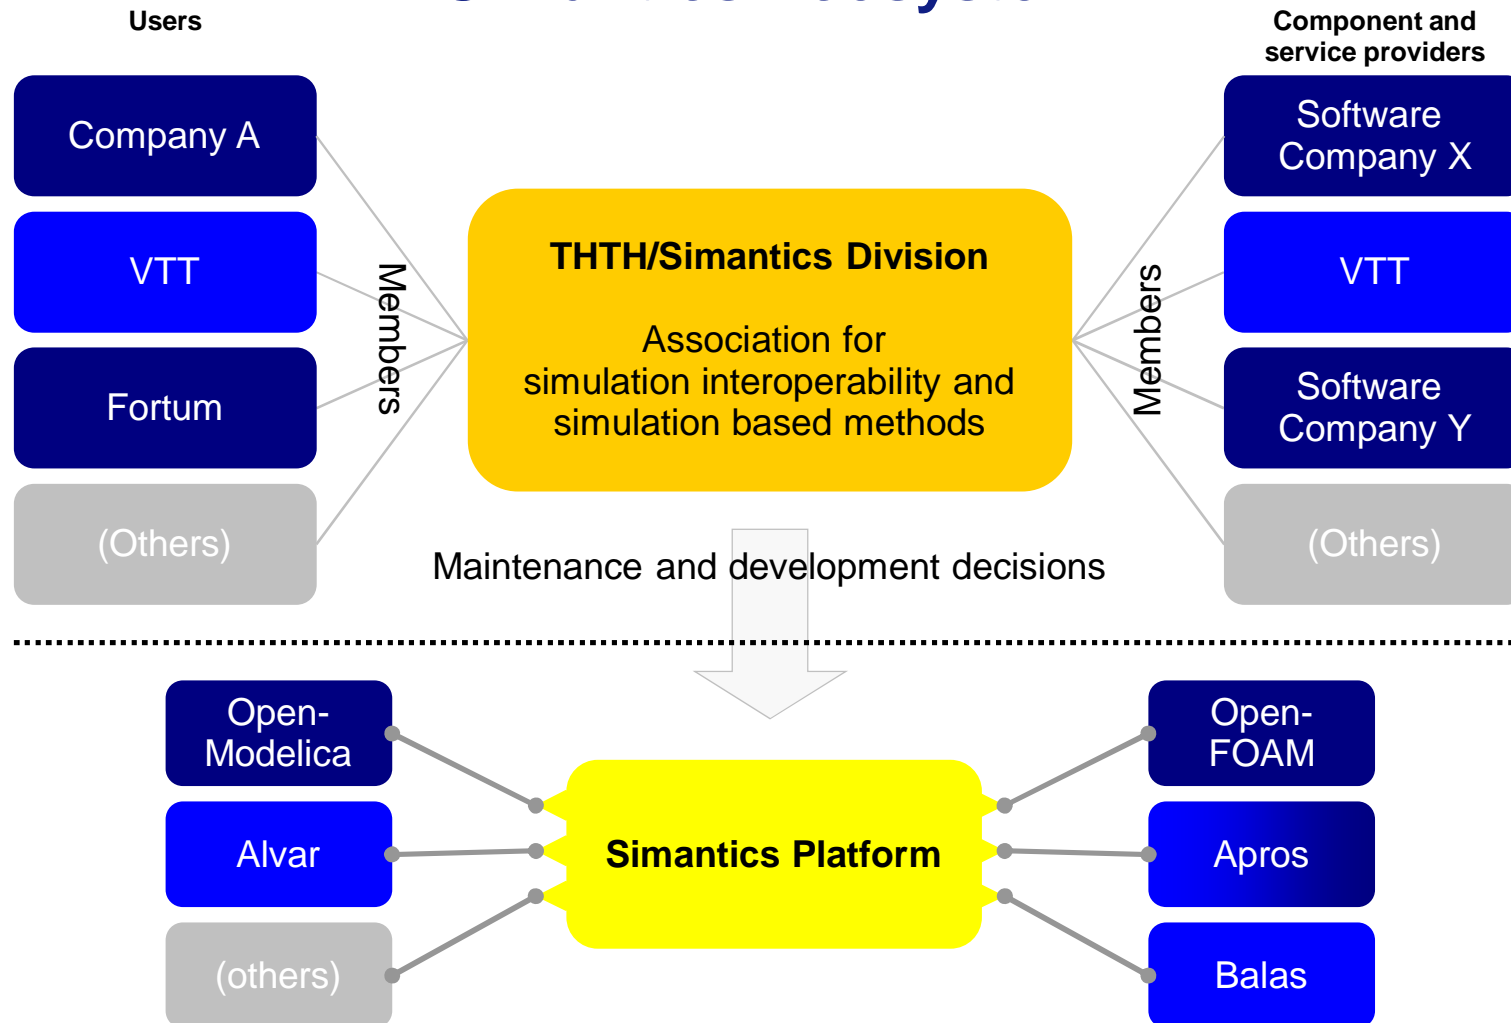 Simantics Ecosystem
Users
Component and
service providers
Company A
VTT
Fortum
(Others)
Members
THTH/Simantics Division
Association for
simulation interoperability and
simulation based methods
Members
Software
Company X
VTT
Software
Company Y
(Others)
Maintenance and development decisions
Open-
Modelica
Alvar
(others)
Simantics Platform
Open-
FOAM
Apros
Balas